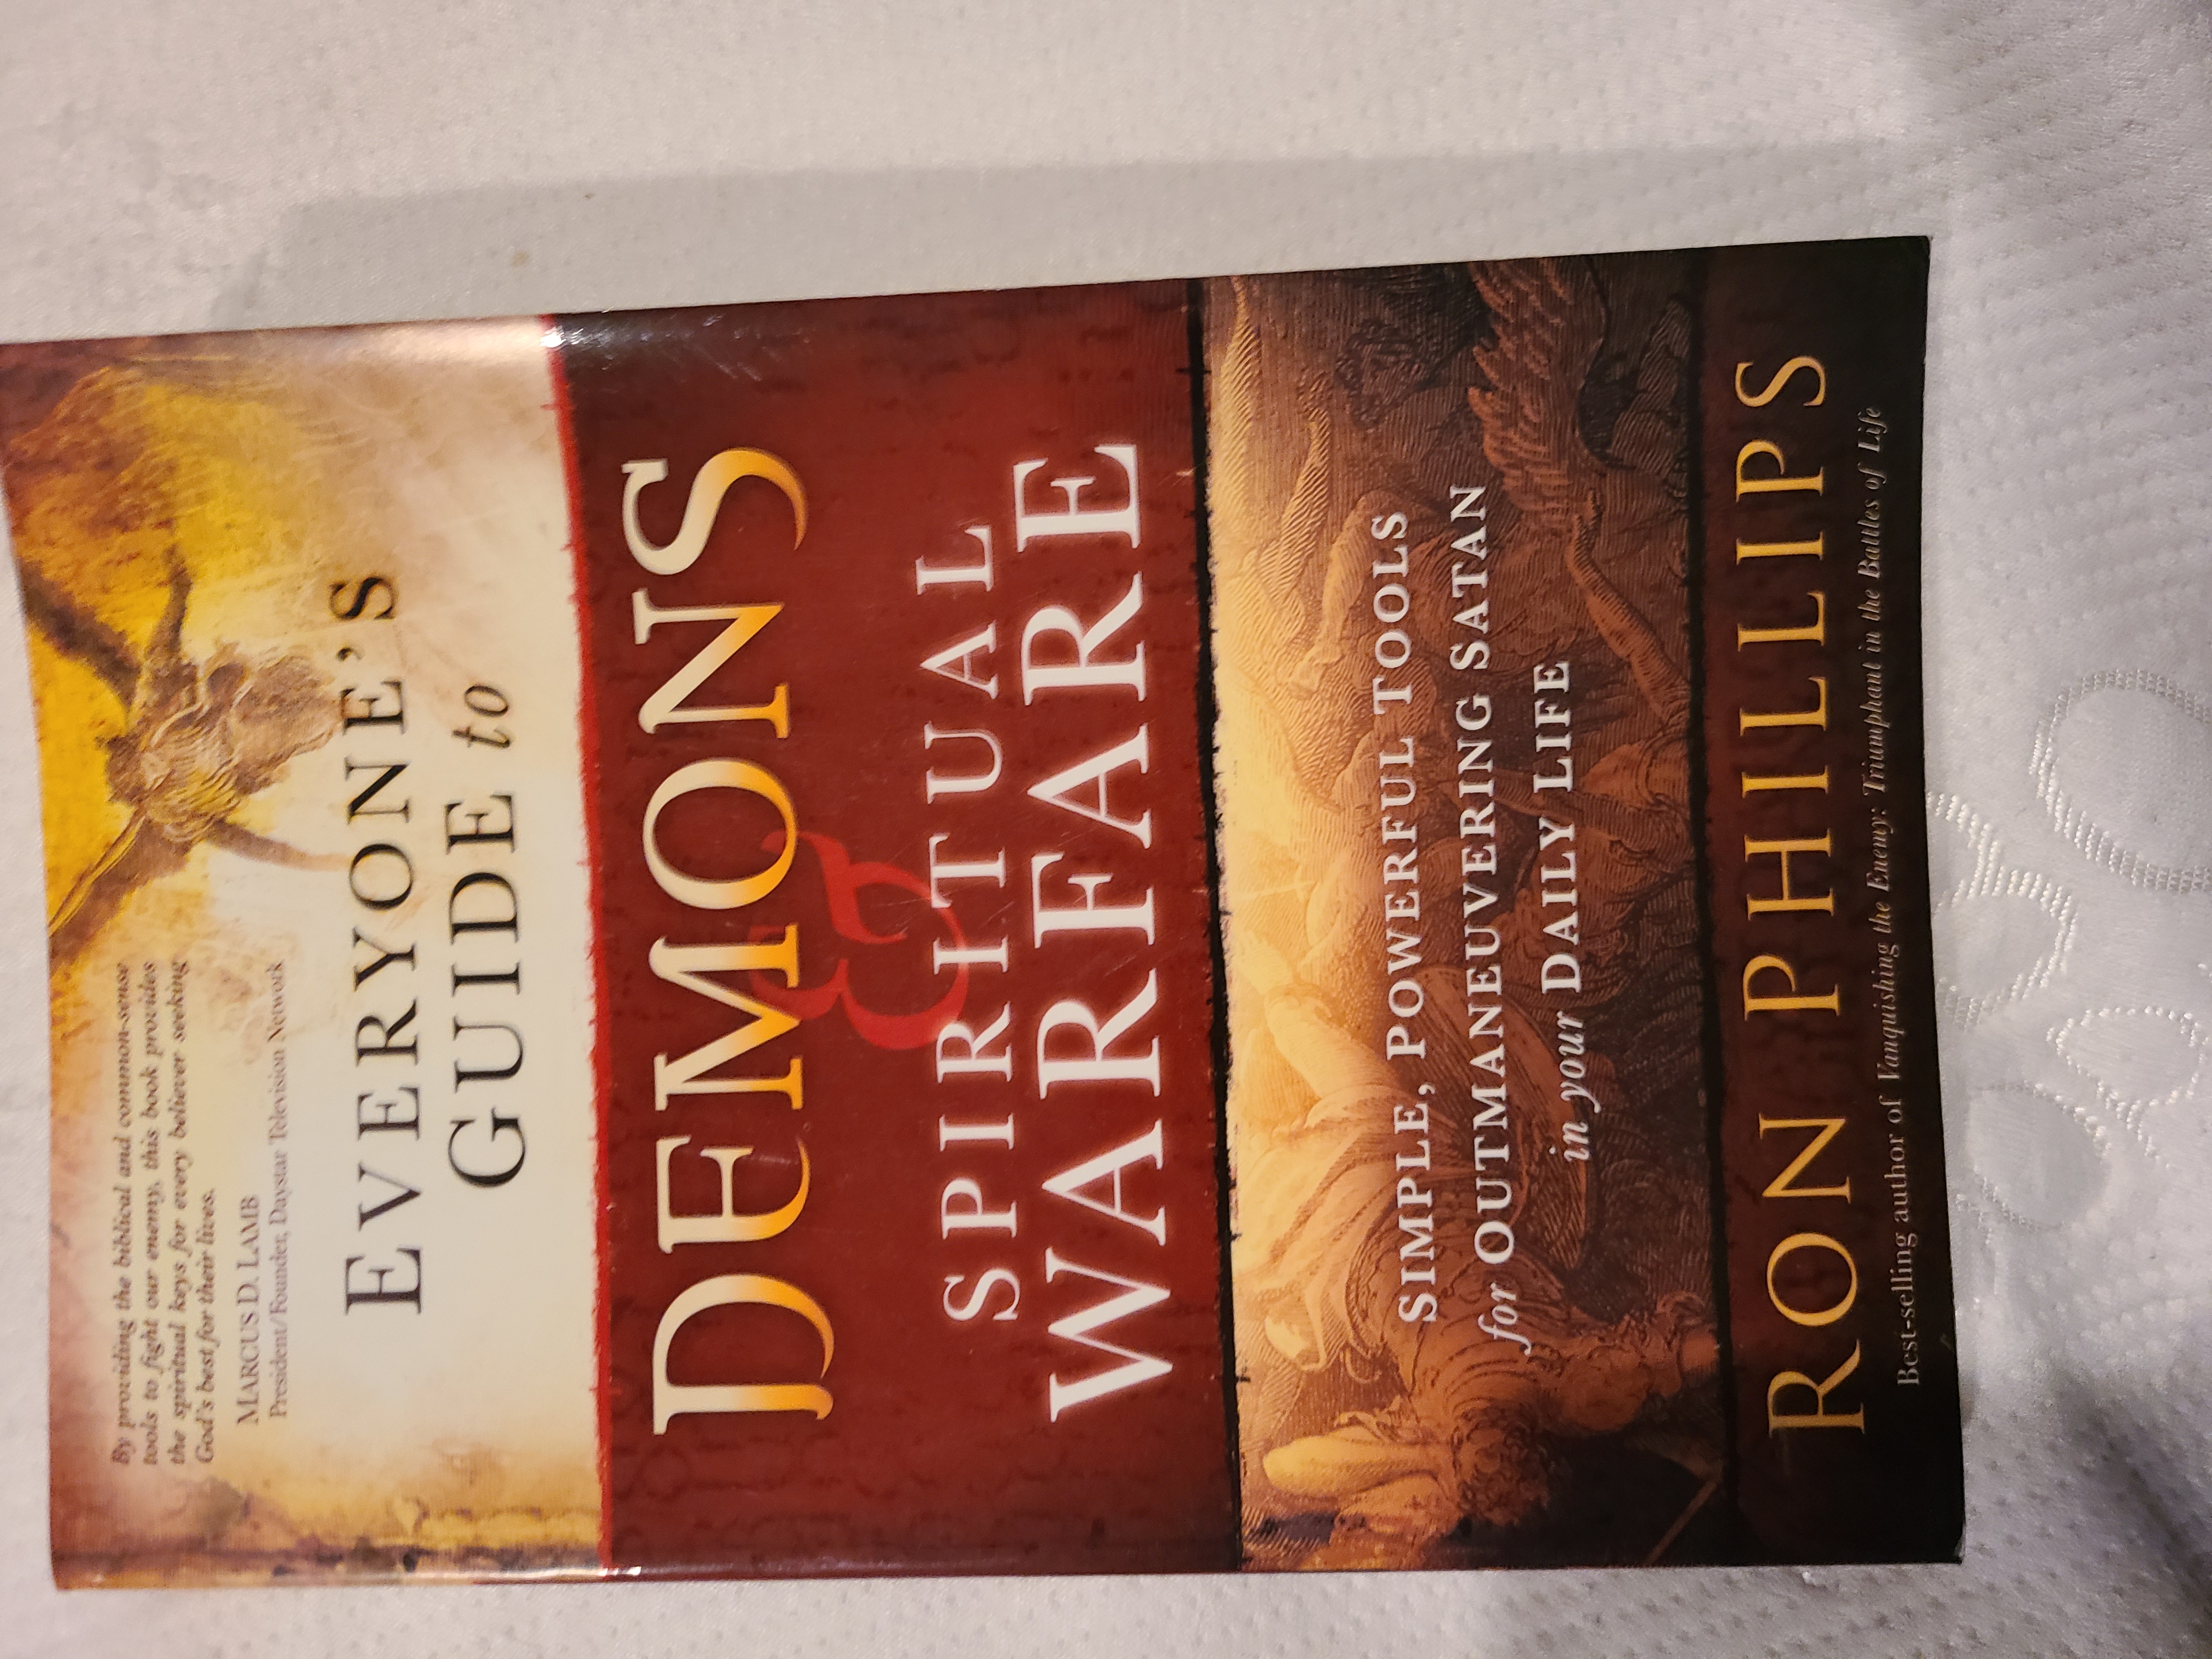 By providing the biblical and common-sense
tools to fight our enemy, this book provides
the spiritual keys for every believer seeking
God's best for their lives.
MARCUS D. LAMB
President/Founder, Daystar Television Network
EVERYONE'S
GUIDE to
DEMONS
&
SPIRITUAL
WARFARE
SIMPLE, POWERFUL TOOLS
for OUTMANEUVERING SATAN
in your DAILY LIFE
RON PHILLIPS
Best-selling author of Vanquishing the Enemy: Triumphant in the Battles of Life